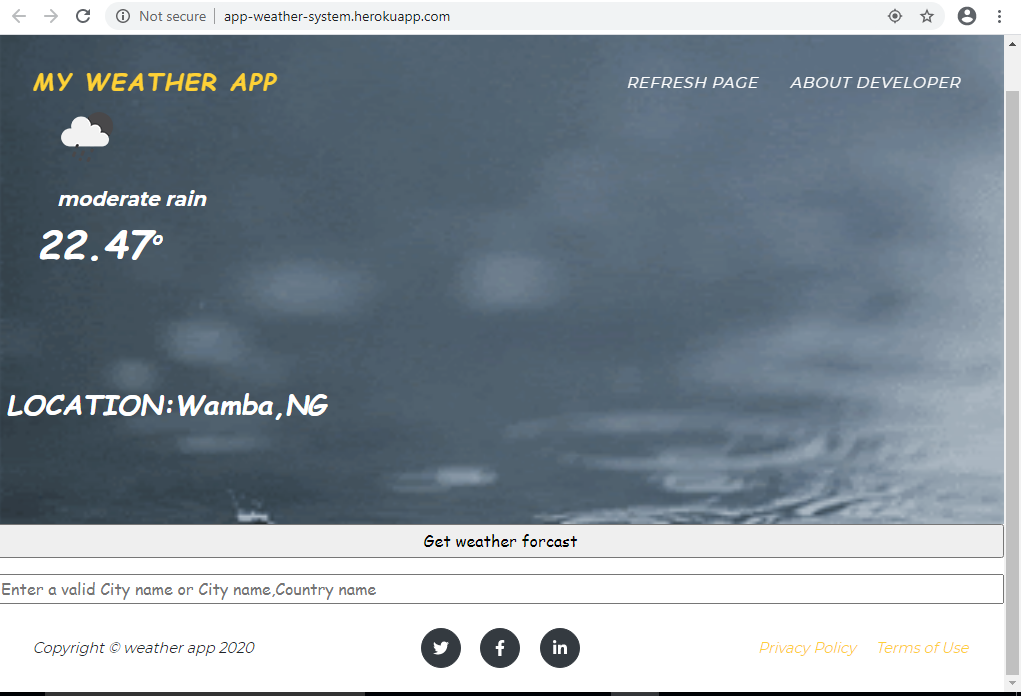 Not secure | app-weather-system.herokuapp.com
MY WEATHER APP REFRESH PAGE ABOUT DEVELOPER
moderate rain
22.47°
LOCATION:Wamba,NG
Get weather forcast
Enter a valid City name or City name,Country name
Copyright © weather app 2020 Privacy Policy Terms of Use